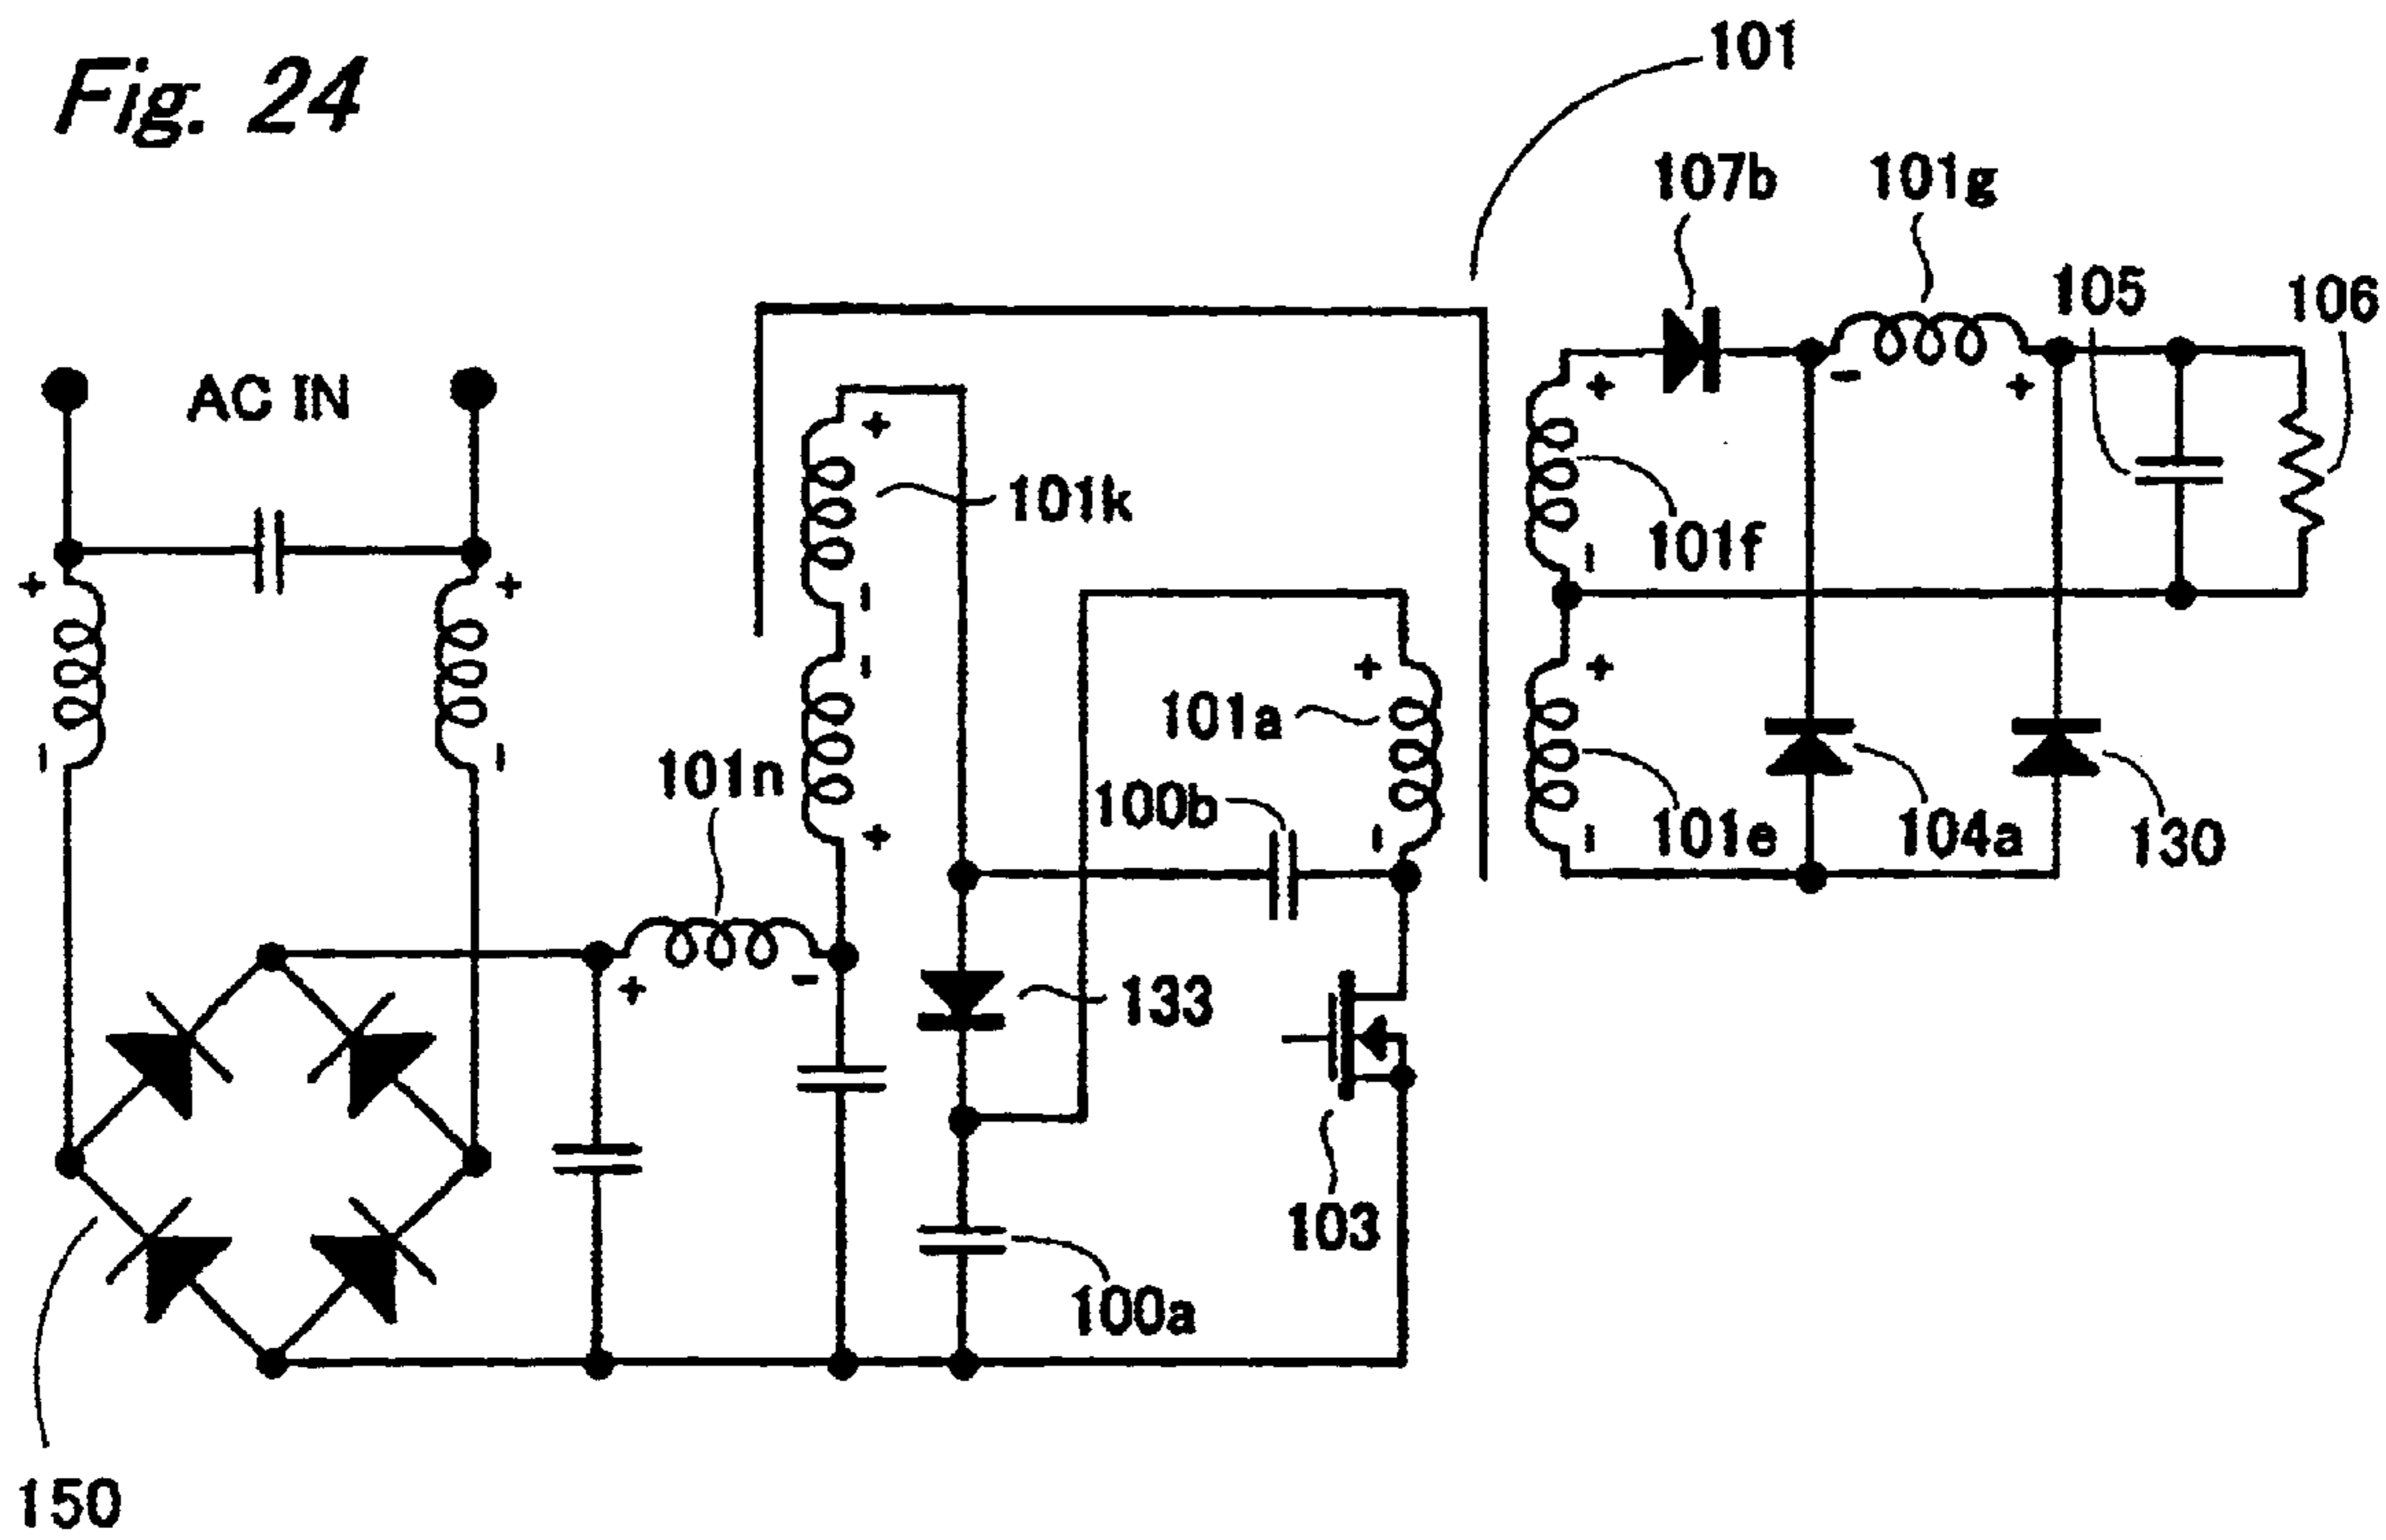 Fig. 24
101
107b
101g
105
106
AC IN
+
-
+
+
+
+
101k
101f
-
-
-
+
+
101a
101n
100b
-
-
+
-
-
101e
104a
130
+
-
133
103
100a
150